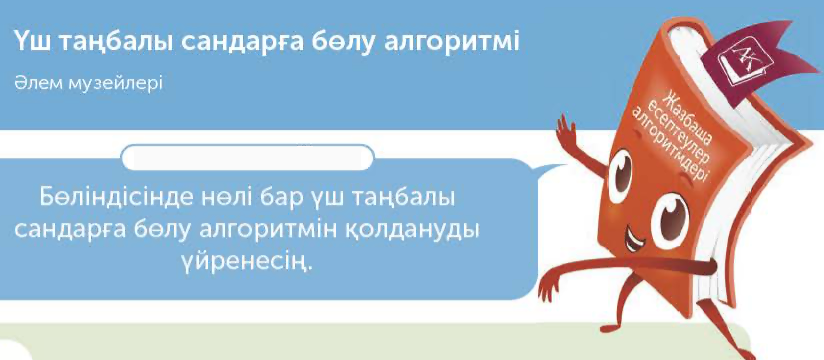 Үш таңбалы сандарға бөлу алгоритмі
Әлем музейлері
Жазбаша
есептеулер
алгоритмдері
Бөліндісінде нөлі бар үш таңбалы
сандарға бөлу алгоритмін қолдануды
үйренесің.